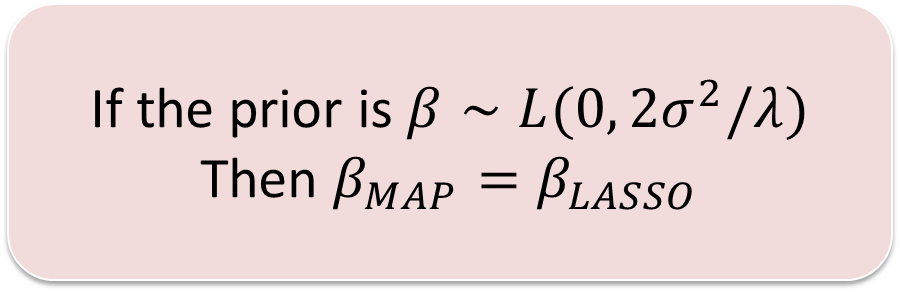 If the prior is β ~ L(0, 2σ²/λ)
Then β_MAP = β_LASSO